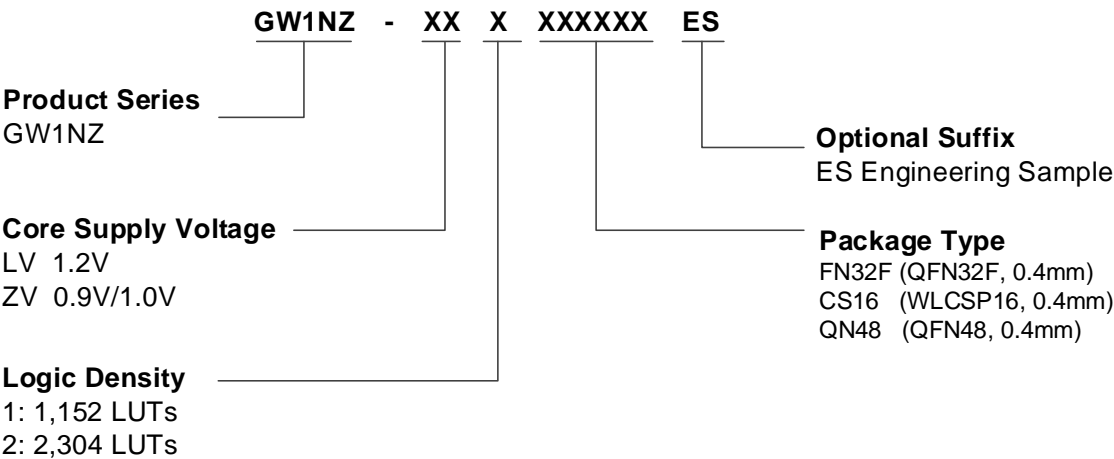 GW1NZ - XX X XXXXXX ES
Product Series
GW1NZ
Optional Suffix
ES Engineering Sample
Core Supply Voltage
LV 1.2V
ZV 0.9V/1.0V
Package Type
FN32F (QFN32F, 0.4mm)
CS16 (WLCSP16, 0.4mm)
QN48 (QFN48, 0.4mm)
Logic Density
1: 1,152 LUTs
2: 2,304 LUTs